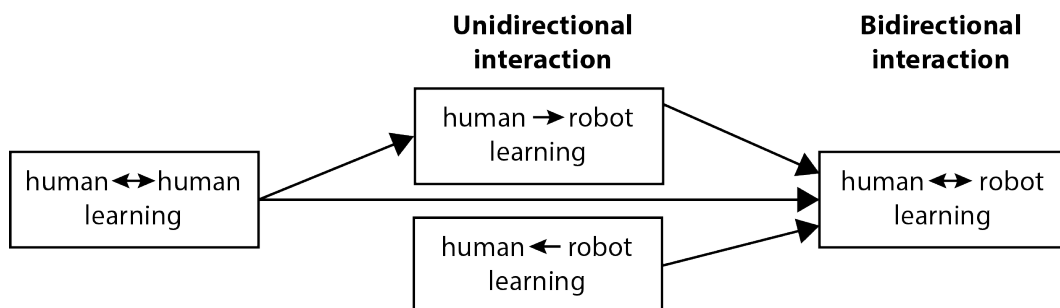 Unidirectional
interaction
Bidirectional
interaction
human → robot
learning
human ↔ human
learning
human ↔ robot
learning
human ← robot
learning